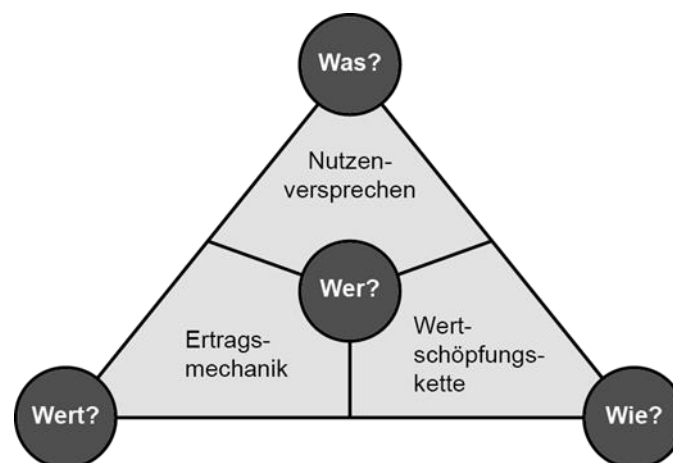 Was?
Nutzen-
versprechen
Wer?
Ertrags-
mechanik
Wert-
schöpfungs-
kette
Wert?
Wie?